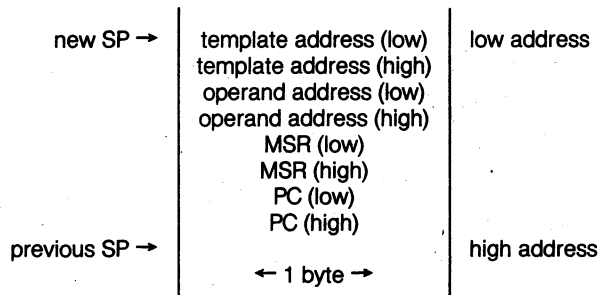 new SP → template address (low) low address
template address (high)
operand address (low)
operand address (high)
MSR (low)
MSR (high)
PC (low)
PC (high)
previous SP → high address
← 1 byte →